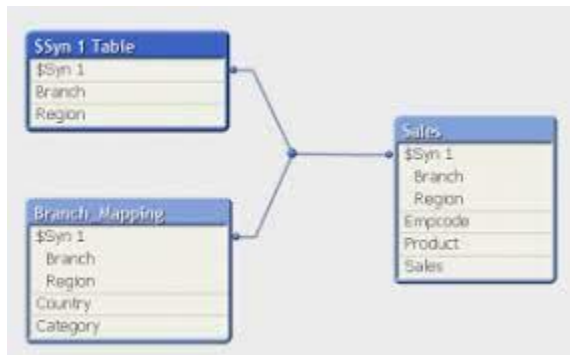 $Syn 1 Table
$Syn 1
Branch
Region
Branch_Mapping
$Syn 1
Branch
Region
Country
Category
Sales
$Syn 1
Branch
Region
Empcode
Product
Sales